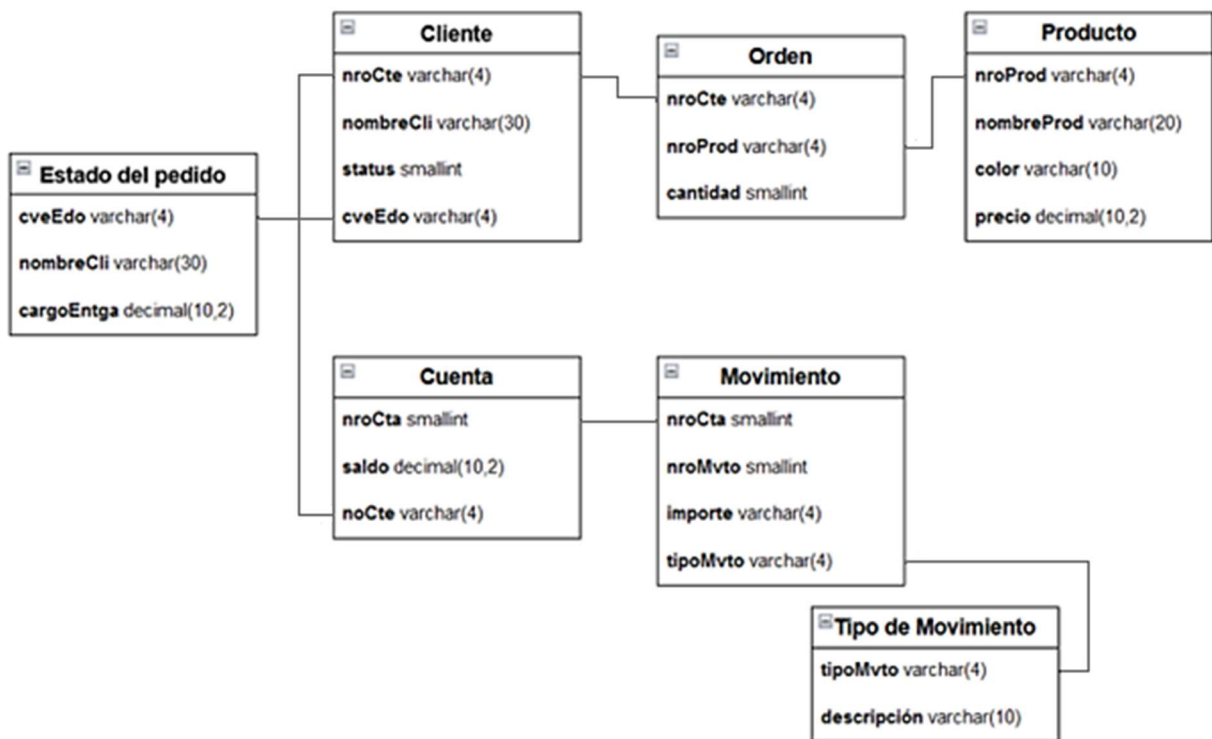 Cliente
nroCte varchar(4)
nombreCli varchar(30)
status smallint
cveEdo varchar(4)
Orden
nroCte varchar(4)
nroProd varchar(4)
cantidad smallint
Producto
nroProd varchar(4)
nombreProd varchar(20)
color varchar(10)
precio decimal(10,2)
Estado del pedido
cveEdo varchar(4)
nombreCli varchar(30)
cargoEntga decimal(10,2)
Cuenta
nroCta smallint
saldo decimal(10,2)
noCte varchar(4)
Movimiento
nroCta smallint
nroMvto smallint
importe varchar(4)
tipoMvto varchar(4)
Tipo de Movimiento
tipoMvto varchar(4)
descripción varchar(10)